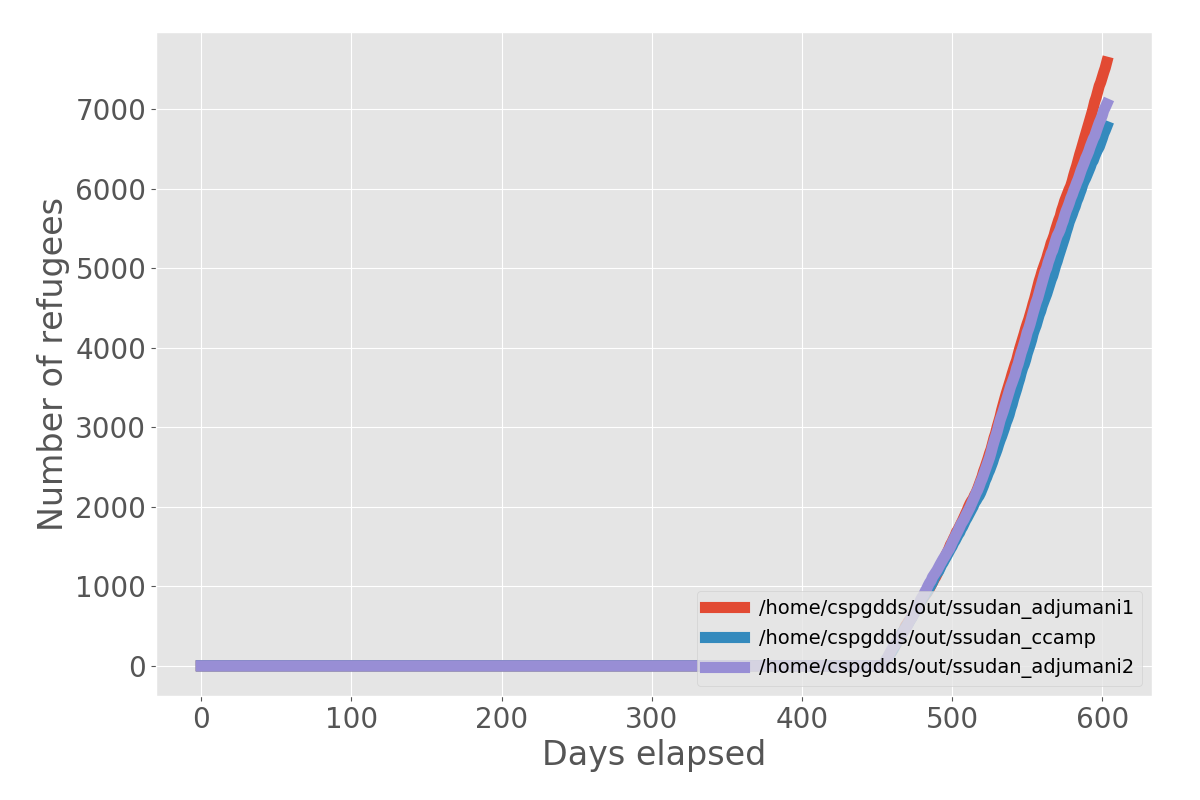 Number of refugees
7000
6000
5000
4000
3000
2000
1000
0
/home/cspgdds/out/ssudan_adjumani1
/home/cspgdds/out/ssudan_ccamp
/home/cspgdds/out/ssudan_adjumani2
0 100 200 300 400 500 600
Days elapsed